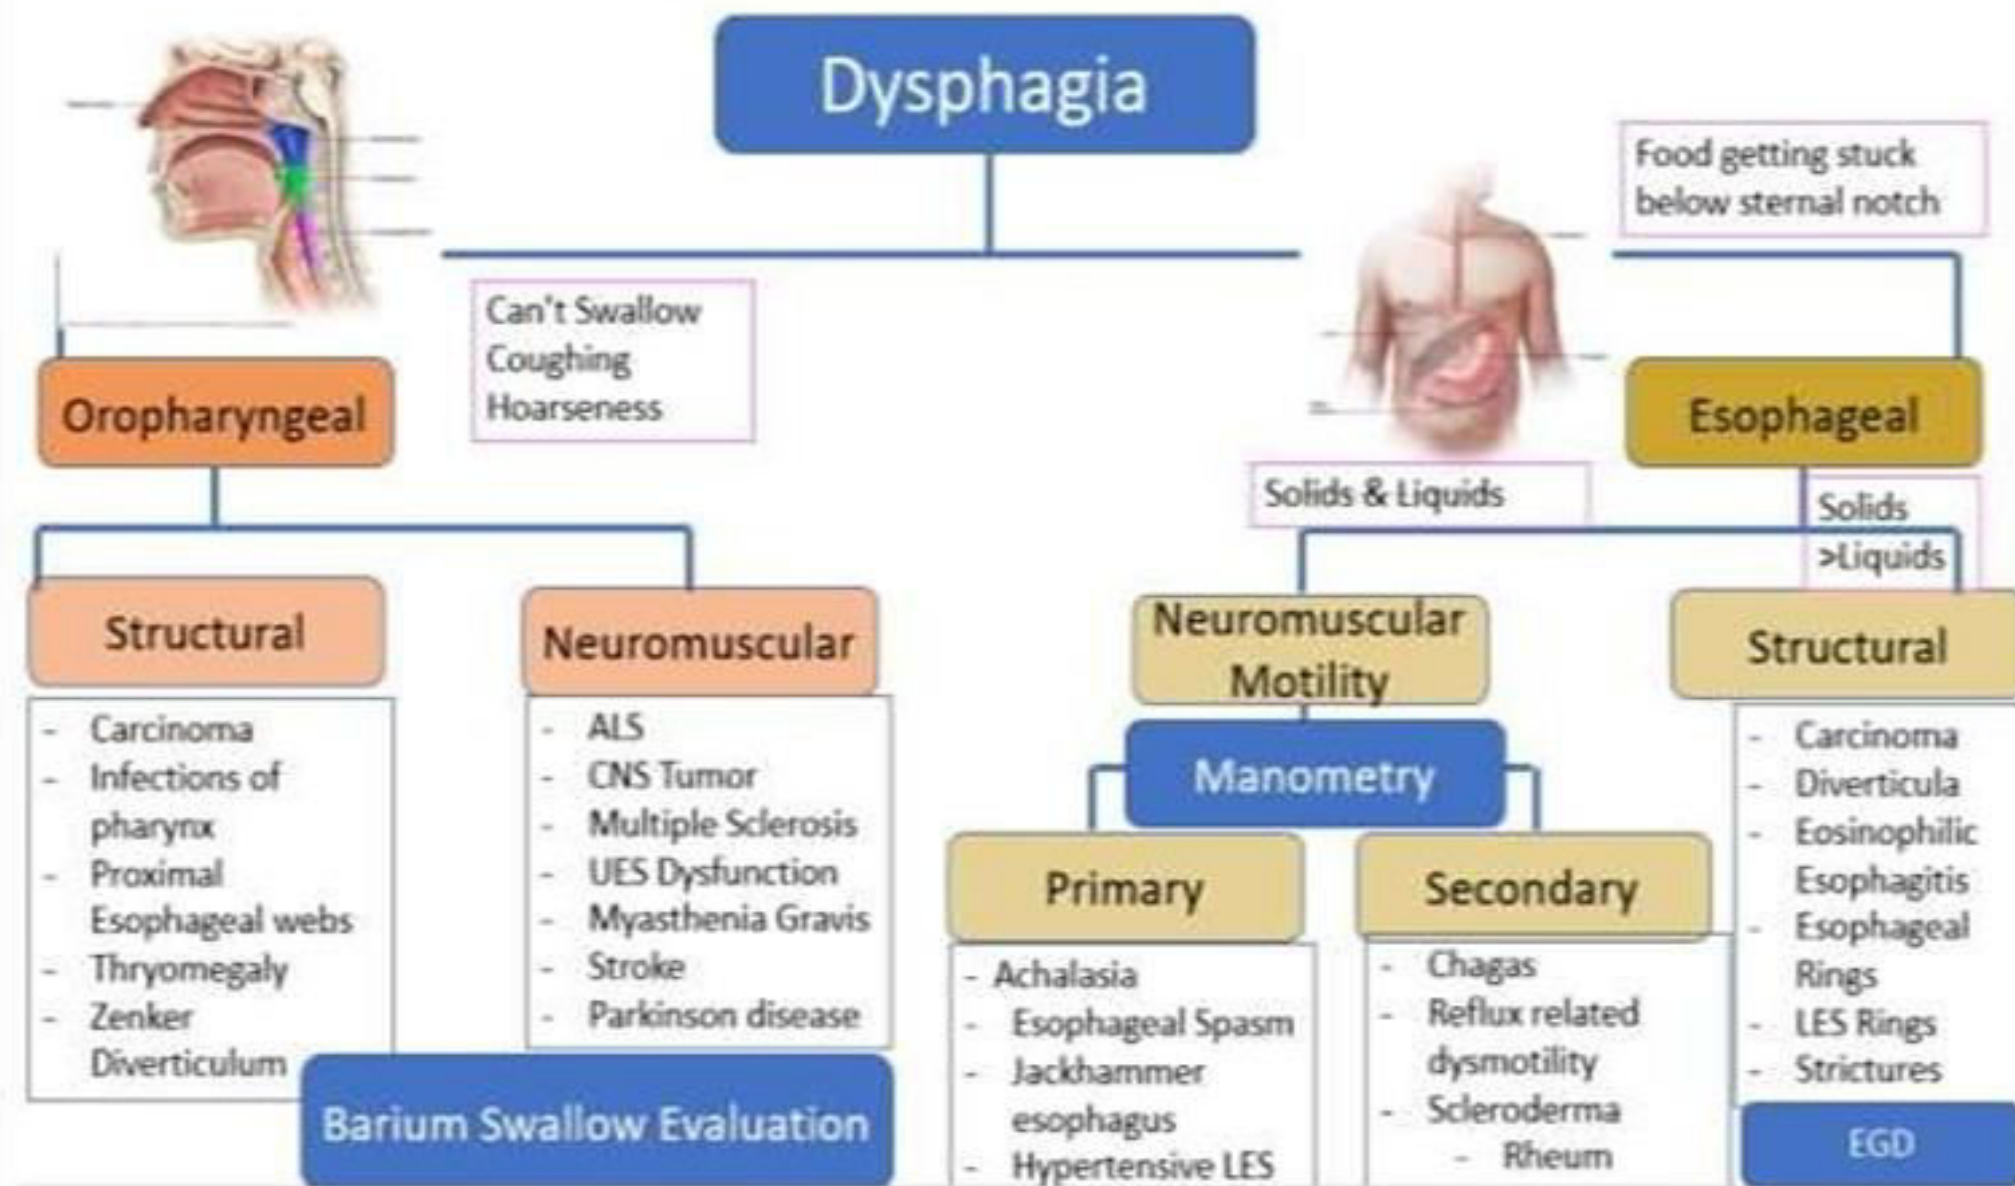 Dysphagia
Food getting stuck
below sternal notch
Can't Swallow
Coughing
Hoarseness
Oropharyngeal
Esophageal
Solids & Liquids
Solids
>Liquids
Structural
- Carcinoma
- Infections of
pharynx
- Proximal
Esophageal webs
- Thryomegaly
- Zenker
Diverticulum
Neuromuscular
- ALS
- CNS Tumor
- Multiple Sclerosis
- UES Dysfunction
- Myasthenia Gravis
- Stroke
- Parkinson disease
Barium Swallow Evaluation
Neuromuscular
Motility
Manometry
Primary
- Achalasia
- Esophageal Spasm
- Jackhammer
esophagus
- Hypertensive LES
Secondary
- Chagas
- Reflux related
dysmotility
- Scleroderma
- Rheum
Structural
- Carcinoma
- Diverticula
- Eosinophilic
Esophagitis
- Esophageal
Rings
- LES Rings
- Strictures
EGD